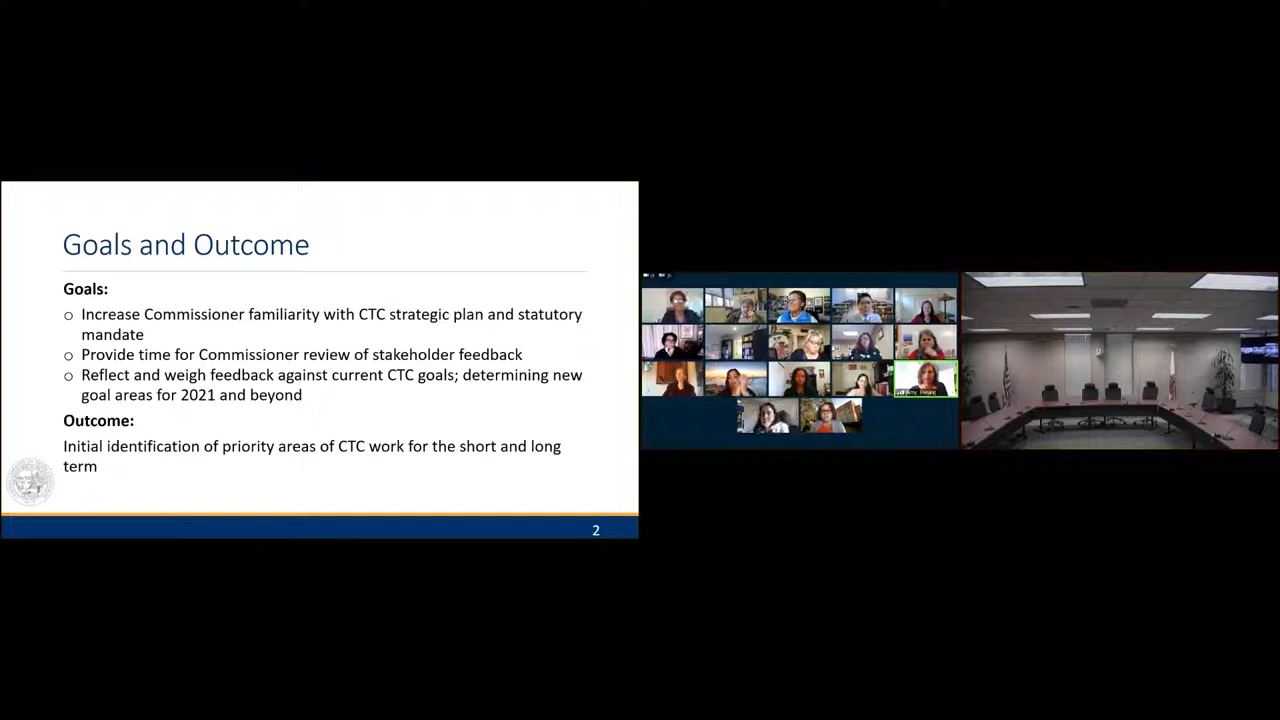 Goals and Outcome
Goals:
o Increase Commissioner familiarity with CTC strategic plan and statutory
mandate
o Provide time for Commissioner review of stakeholder feedback
o Reflect and weigh feedback against current CTC goals; determining new
goal areas for 2021 and beyond
Outcome:
Initial identification of priority areas of CTC work for the short and long
term
2
Amy